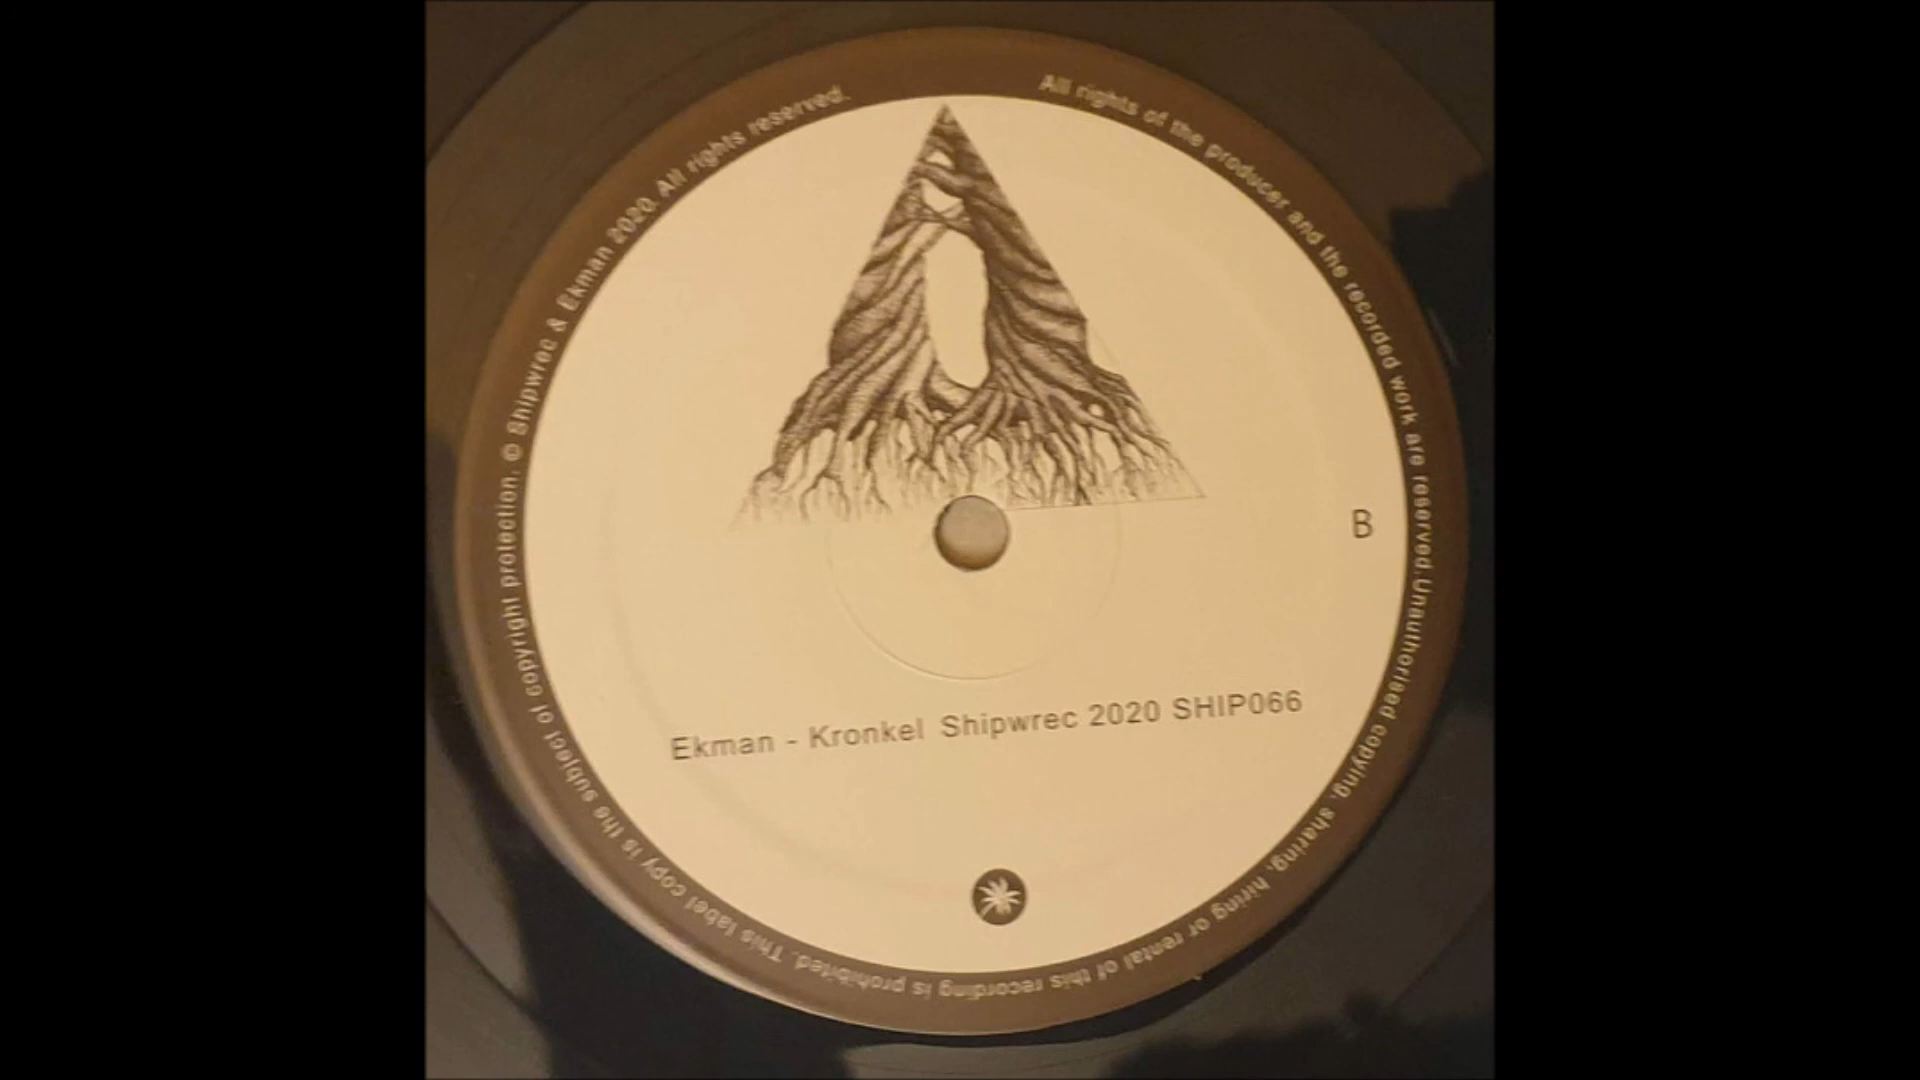 All rights of the producer and the recorded work are reserved. Unauthorised copying, sharing, hiring or rental of this recording is prohibited. This label copy is the subject of copyright protection. © Shipwrec & Ekman 2020. All rights reserved.
B
Ekman - Kronkel Shipwrec 2020 SHIP066